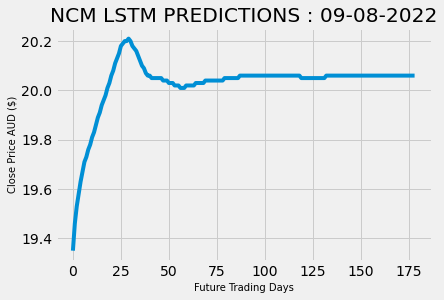 NCM LSTM PREDICTIONS : 09-08-2022
Close Price AUD ($)
20.2
20.0
19.8
19.6
19.4
0 25 50 75 100 125 150 175
Future Trading Days